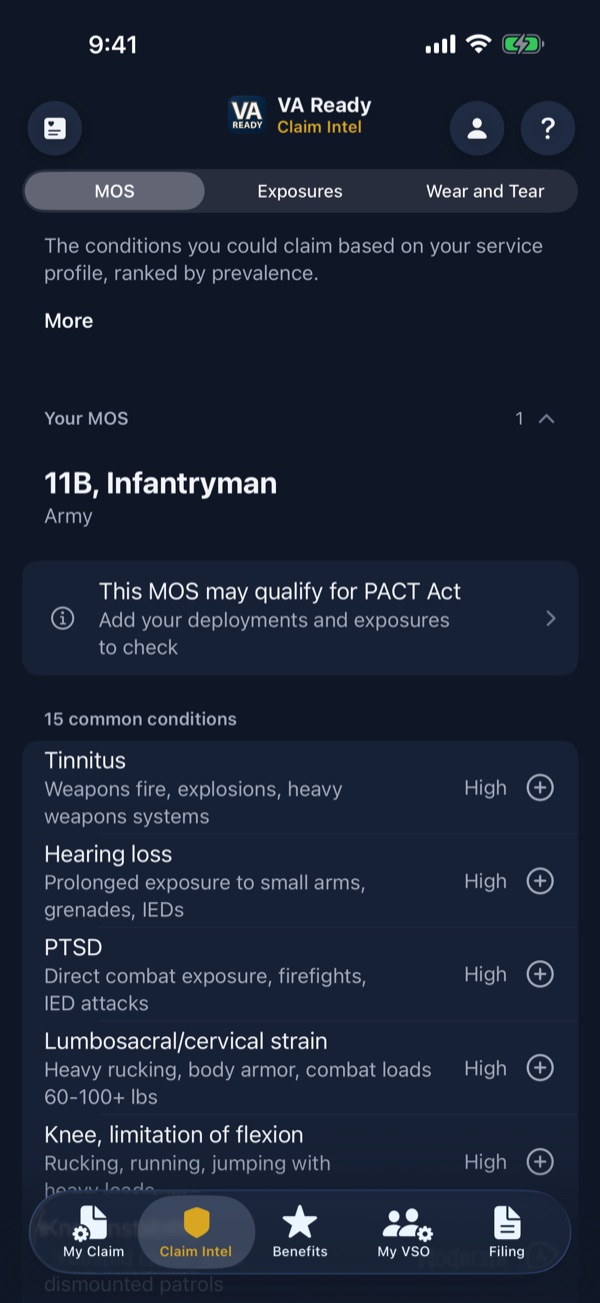 9:41
VA
READY
VA Ready
Claim Intel
?
MOS
Exposures
Wear and Tear
The conditions you could claim based on your service
profile, ranked by prevalence.
More
Your MOS
1
11B, Infantryman
Army
This MOS may qualify for PACT Act
Add your deployments and exposures
to check
15 common conditions
Tinnitus
Weapons fire, explosions, heavy
weapons systems
High
Hearing loss
Prolonged exposure to small arms,
grenades, IEDs
High
PTSD
Direct combat exposure, firefights,
IED attacks
High
Lumbosacral/cervical strain
Heavy rucking, body armor, combat loads
60-100+ lbs
High
Knee, limitation of flexion
Rucking, running, jumping with
heavy loads
High
My Claim
Claim Intel
Benefits
My VSO
Filing
dismounted patrols